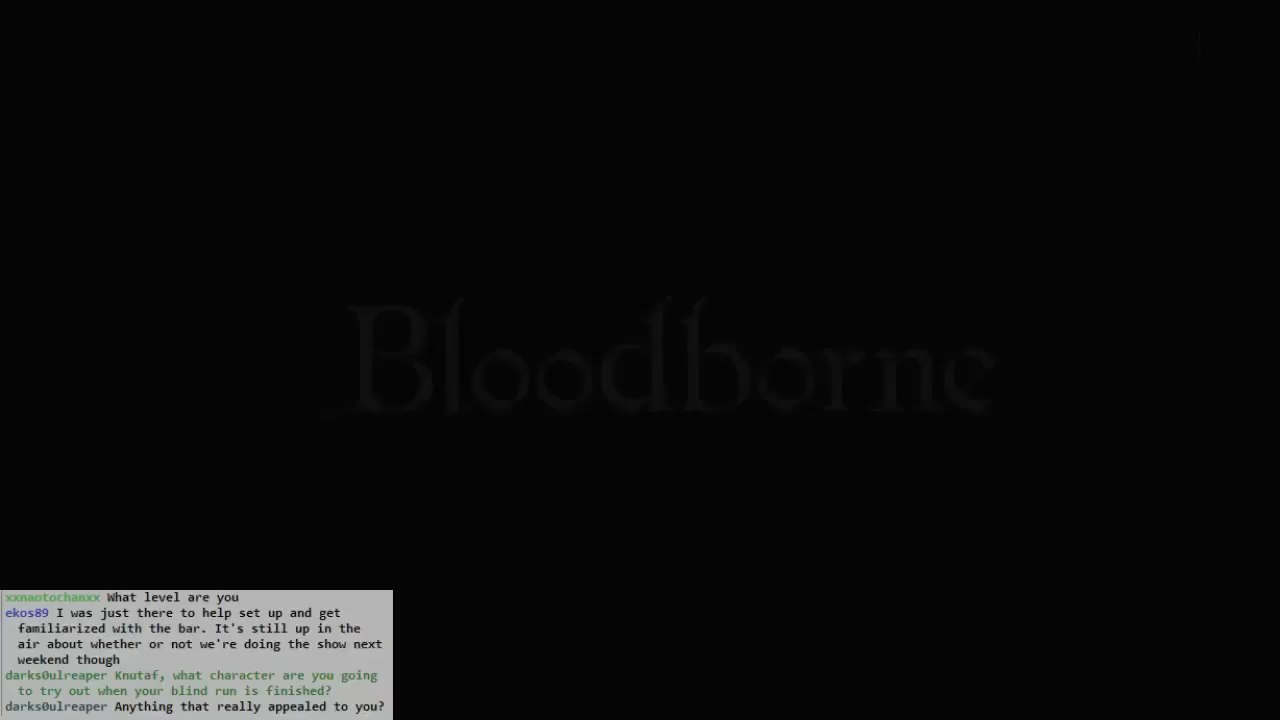 Bloodborne
xxnaotochanxx What level are you
ekos89 I was just there to help set up and get
familiarized with the bar. It's still up in the
air about whether or not we're doing the show next
weekend though
darks0ulreaper Knutaf, what character are you going
to try out when your blind run is finished?
darks0ulreaper Anything that really appealed to you?